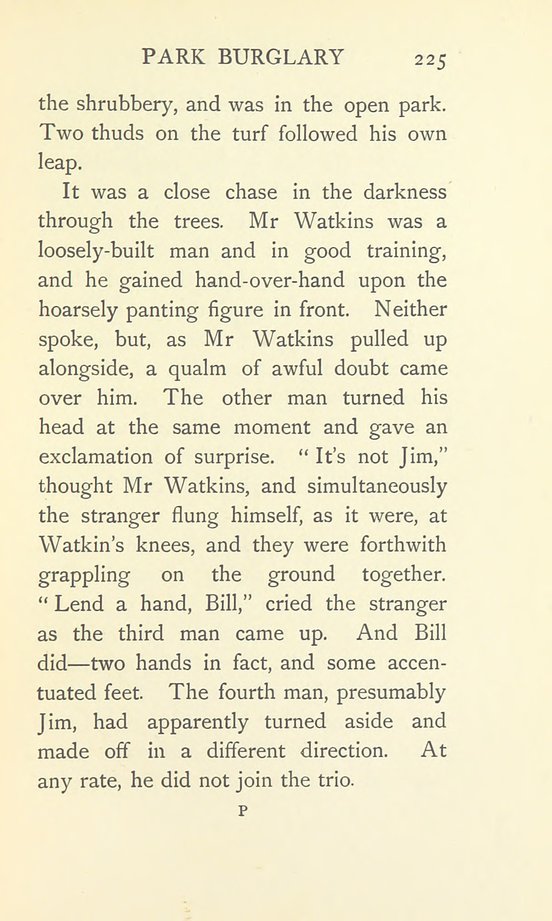 PARK BURGLARY 225
the shrubbery, and was in the open park.
Two thuds on the turf followed his own
leap.
It was a close chase in the darkness
through the trees. Mr Watkins was a
loosely-built man and in good training,
and he gained hand-over-hand upon the
hoarsely panting figure in front. Neither
spoke, but, as Mr Watkins pulled up
alongside, a qualm of awful doubt came
over him. The other man turned his
head at the same moment and gave an
exclamation of surprise. “ It’s not Jim,”
thought Mr Watkins, and simultaneously
the stranger flung himself, as it were, at
Watkin’s knees, and they were forthwith
grappling on the ground together.
“ Lend a hand, Bill,” cried the stranger
as the third man came up. And Bill
did—two hands in fact, and some accen-
tuated feet. The fourth man, presumably
Jim, had apparently turned aside and
made off in a different direction. At
any rate, he did not join the trio.
P